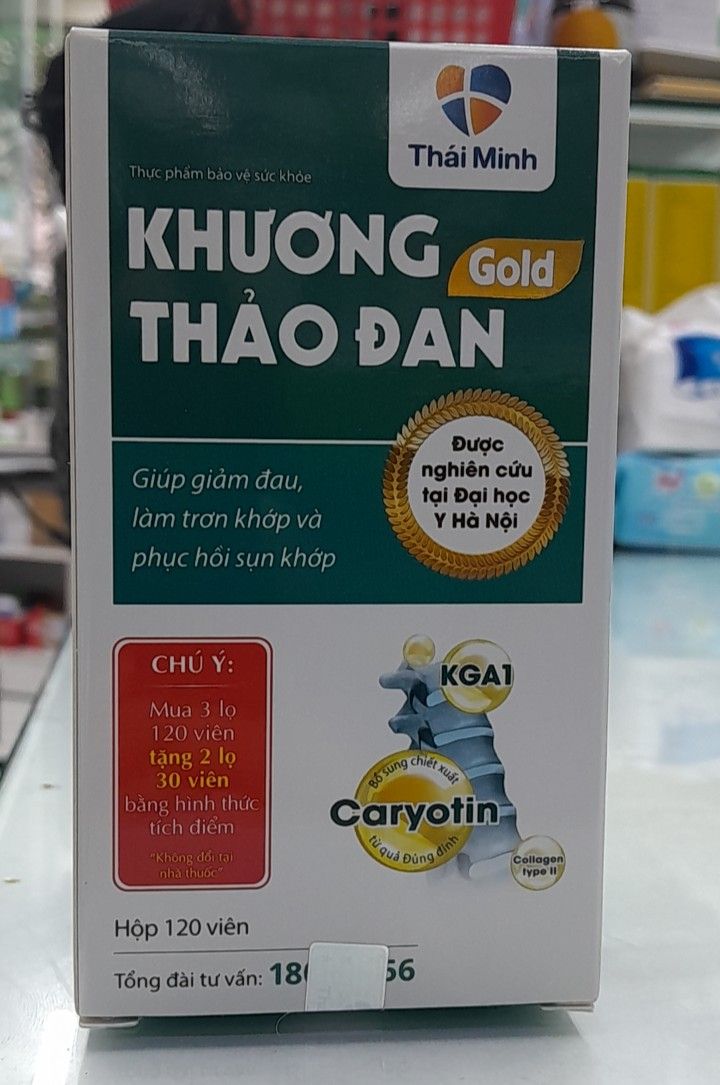 Thái Minh
Thực phẩm bảo vệ sức khỏe
KHƯƠNG
THẢO ĐAN
Gold
Được
nghiên cứu
tại Đại học
Y Hà Nội
Giúp giảm đau,
làm trơn khớp và
phục hồi sụn khớp
CHÚ Ý:
Mua 3 lọ
120 viên
tặng 2 lọ
30 viên
bằng hình thức
tích điểm
"Không đổi tại
nhà thuốc"
KGA1
Bổ sung chiết xuất
Caryotin
từ quả Đủng đỉnh
Collagen
type II
Hộp 120 viên
Tổng đài tư vấn: